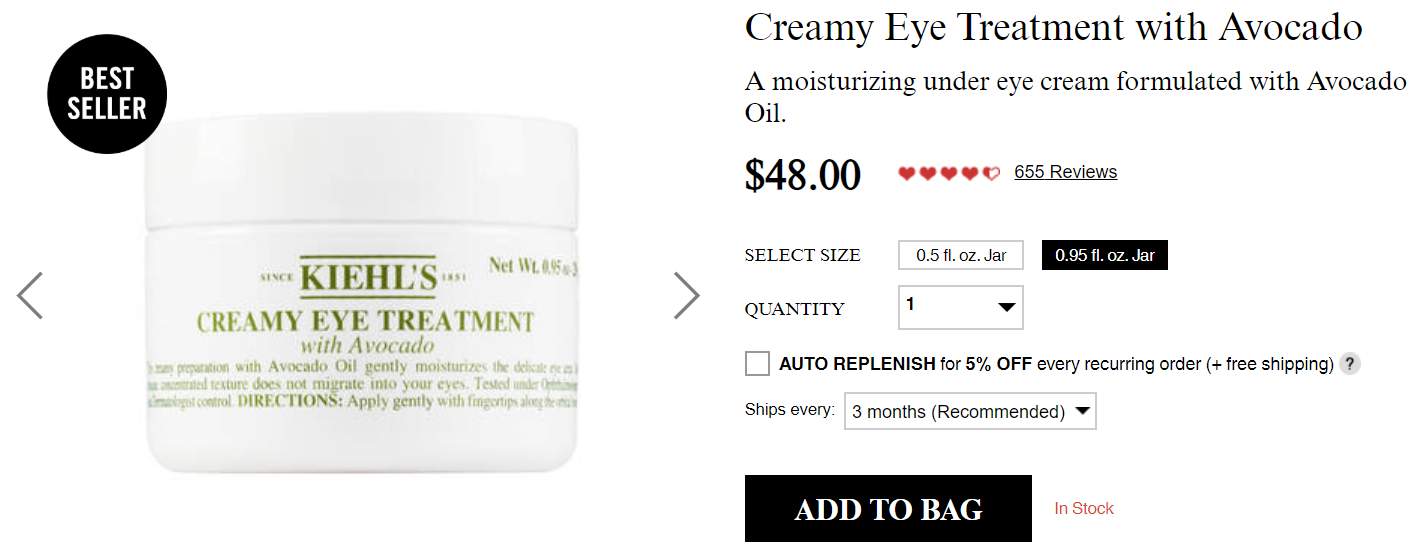 BEST
SELLER
SINCE KIEHL'S 1851
Net Wt. 0.95 oz
CREAMY EYE TREATMENT
with Avocado
preparation with Avocado Oil gently moisturizes the delicate eye area
concentrated texture does not migrate into your eyes. Tested under
control. DIRECTIONS: Apply gently with fingertips along the
Creamy Eye Treatment with Avocado
A moisturizing under eye cream formulated with Avocado
Oil.
$48.00
655 Reviews
SELECT SIZE
0.5 fl. oz. Jar
0.95 fl. oz. Jar
QUANTITY
1
AUTO REPLENISH for 5% OFF every recurring order (+ free shipping) ?
Ships every:
3 months (Recommended)
ADD TO BAG
In Stock